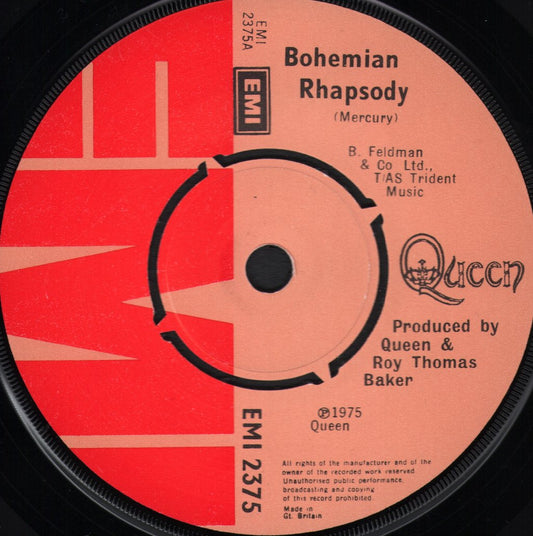 EMI
2375A
EMI
Bohemian
Rhapsody
(Mercury)
B. Feldman
& Co Ltd.,
T/AS Trident
Music
Queen
Produced by
Queen &
Roy Thomas
Baker
℗1975
Queen
EMI 2375
All rights of the manufacturer and of the
owner of the recorded work reserved.
Unauthorised public performance,
broadcasting and copying
of this record prohibited.
Made in
Gt. Britain
EMI